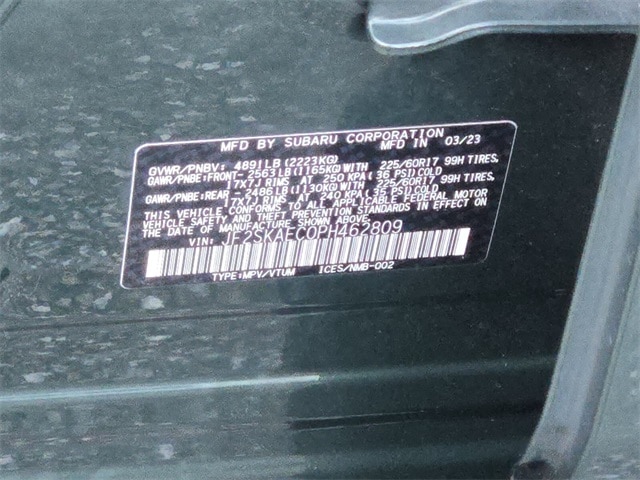 MFD BY SUBARU CORPORATION MFD IN 03/23
GVWR/PNBV: 4891LB(2223KG)
GAWR/PNBE:FRONT- 2563LB(1165KG)WITH 225/60R17 99H TIRES,
17X7J RIMS AT 250 KPA(36 PSI)COLD
GAWR/PNBE:REAR - 2486LB(1130KG)WITH 225/60R17 99H TIRES,
17X7J RIMS AT 240 KPA(35 PSI)COLD
THIS VEHICLE CONFORMS TO ALL APPLICABLE FEDERAL MOTOR
VEHICLE SAFETY AND THEFT PREVENTION STANDARDS IN EFFECT
ON THE DATE OF MANUFACTURE SHOWN ABOVE.
VIN: JF2SKAEC0PH462809
TYPE:MPV/VTUM ICES/NMB-002